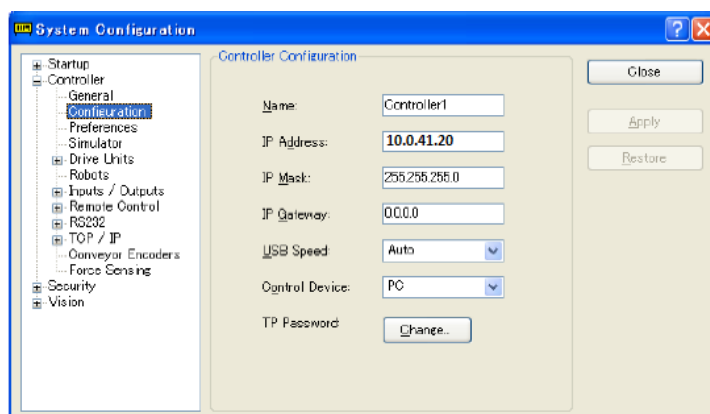 System Configuration
Startup
Controller
General
Configuration
Preferences
Simulator
Drive Units
Robots
Inputs / Outputs
Remote Control
RS232
TCP / IP
Conveyor Encoders
Force Sensing
Security
Vision
Controller Configuration
Name: Controller1
IP Address: 10.0.41.20
IP Mask: 255.255.255.0
IP Gateway: 0.0.0.0
USB Speed: Auto
Control Device: PC
TP Password Change...
Close
Apply
Restore